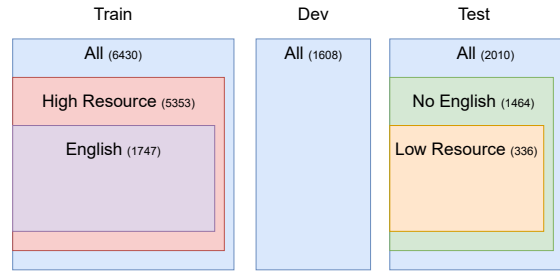 Train Dev Test
All (6430) All (1608) All (2010)
High Resource (5353) No English (1464)
English (1747) Low Resource (336)